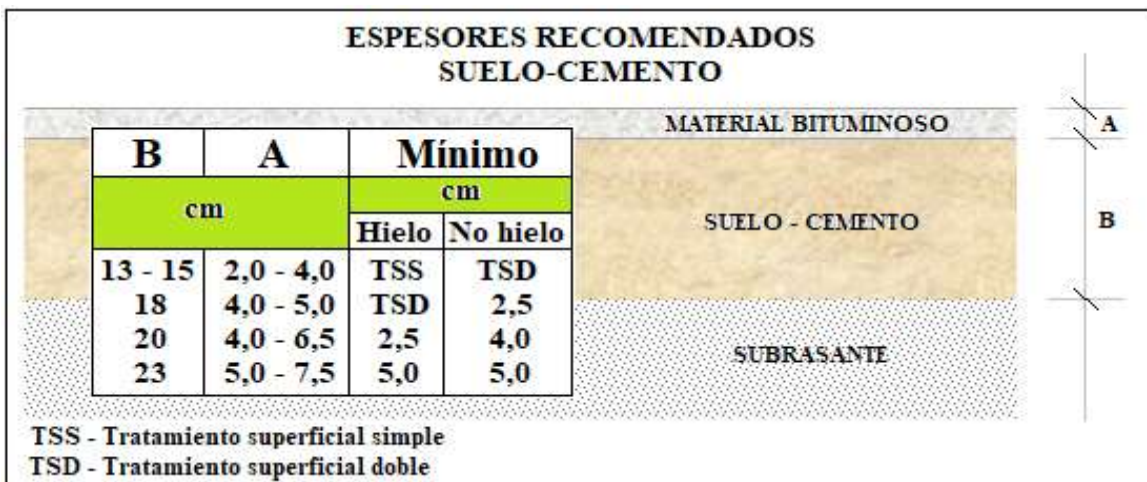 ESPESORES RECOMENDADOS
SUELO-CEMENTO
MATERIAL BITUMINOSO
A
B A Mínimo
cm cm
Hielo No hielo
13 - 15 2,0 - 4,0 TSS TSD
18 4,0 - 5,0 TSD 2,5
20 4,0 - 6,5 2,5 4,0
23 5,0 - 7,5 5,0 5,0
SUELO - CEMENTO
B
SUBRASANTE
TSS - Tratamiento superficial simple
TSD - Tratamiento superficial doble